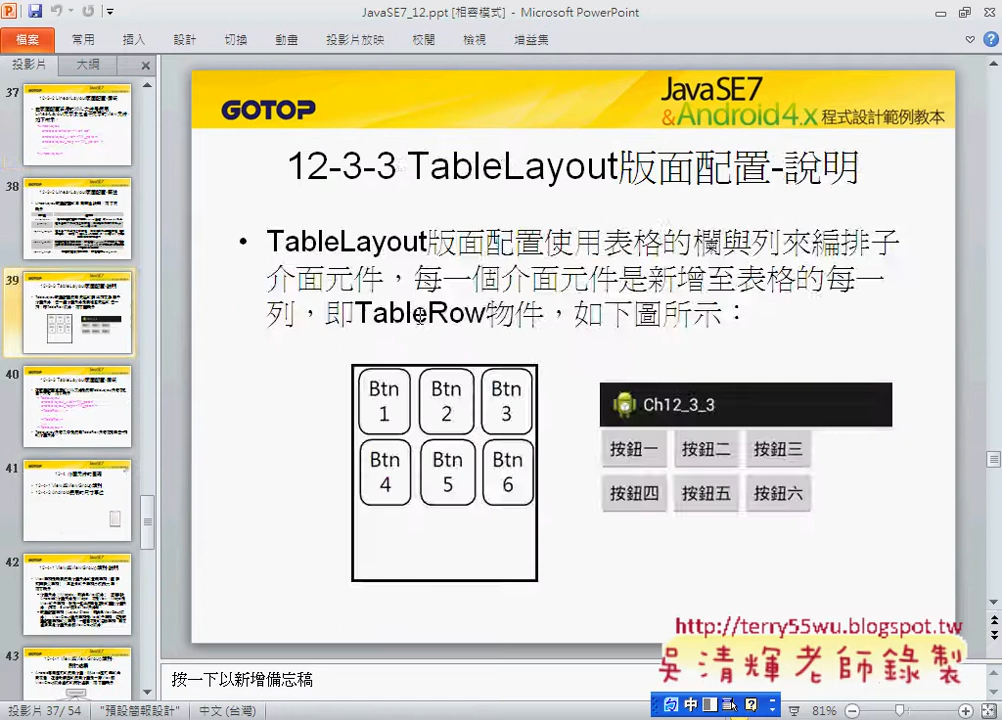 JavaSE7_12.ppt [相容模式] - Microsoft PowerPoint
檔案 常用 插入 設計 切換 動畫 投影片放映 校閱 檢視 增益集
投影片 大綱
37
38
39
40
41
42
43
GOTOP
JavaSE7
&Android4.x 程式設計範例教本
12-3-3 TableLayout版面配置-說明
• TableLayout版面配置使用表格的欄與列來編排子
介面元件，每一個介面元件是新增至表格的每一
列，即TableRow物件，如下圖所示：
Btn 1
Btn 2
Btn 3
Btn 4
Btn 5
Btn 6
Ch12_3_3
按鈕一 按鈕二 按鈕三
按鈕四 按鈕五 按鈕六
http://terry55wu.blogspot.tw
吳清輝老師錄製
按一下以新增備忘稿
投影片 37/ 54 "預設簡報設計" 中文 (台灣) 中 81%